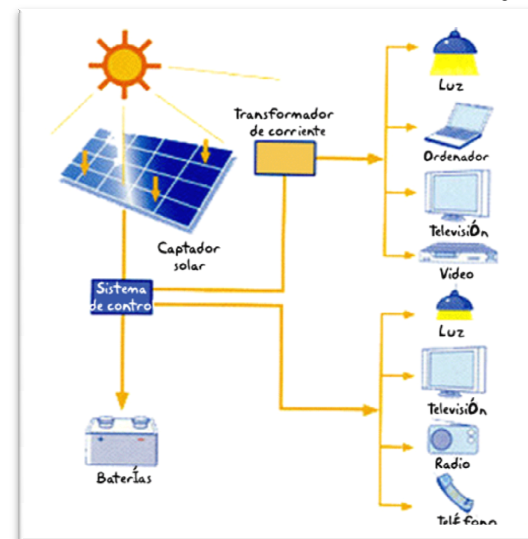 Luz
Transformador
de corriente
Ordenador
TelevisiÓn
Captador
solar
Video
Sistema
de contro
Luz
TelevisiÓn
BaterÍas
Radio
TelÉfono